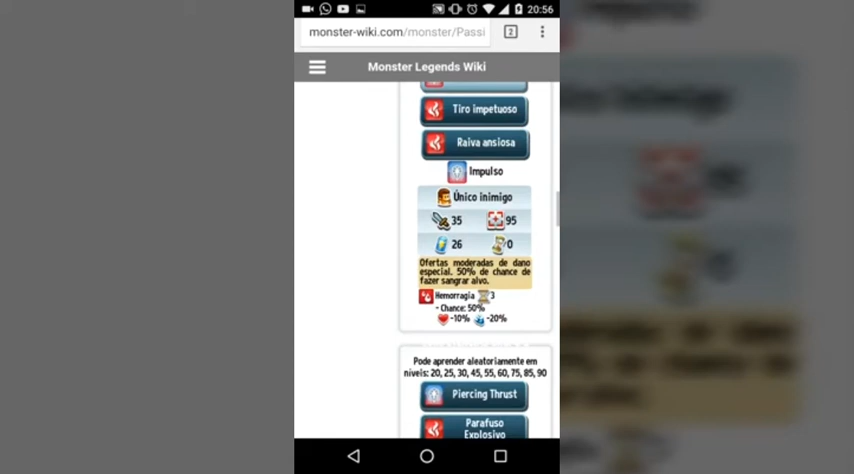 20:56
monster-wiki.com/monster/Passi
2
Monster Legends Wiki
Tiro impetuoso
Raiva ansiosa
Impulso
Único inimigo
35 95
26 0
Ofertas moderadas de dano
especial. 50% de chance de
fazer sangrar alvo.
Hemorragia 3
- Chance: 50%
-10% -20%
Pode aprender aleatoriamente em
níveis: 20, 25, 30, 45, 55, 60, 75, 85, 90
Piercing Thrust
Parafuso
Explosivo